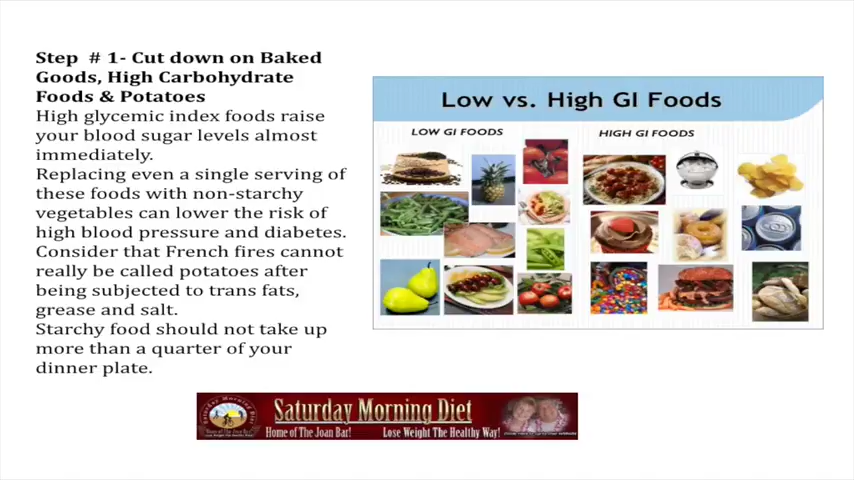 Step # 1- Cut down on Baked
Goods, High Carbohydrate
Foods & Potatoes
High glycemic index foods raise
your blood sugar levels almost
immediately.
Replacing even a single serving of
these foods with non-starchy
vegetables can lower the risk of
high blood pressure and diabetes.
Consider that French fires cannot
really be called potatoes after
being subjected to trans fats,
grease and salt.
Starchy food should not take up
more than a quarter of your
dinner plate.
Low vs. High GI Foods
LOW GI FOODS
HIGH GI FOODS
Saturday Morning Diet
Home of The Joan Bar!
Lose Weight The Healthy Way!